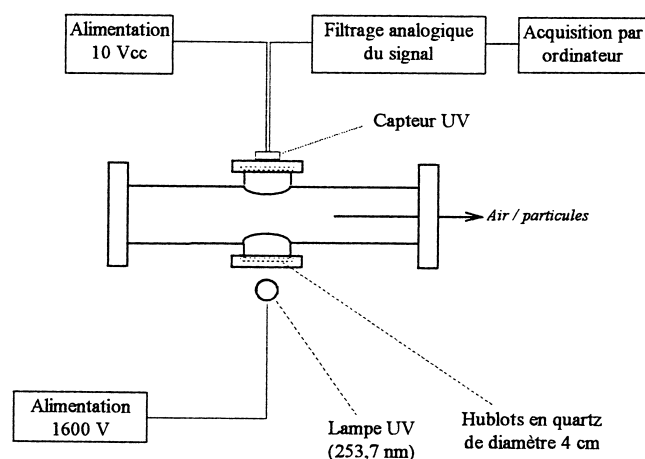 Alimentation
10 Vcc
Filtrage analogique
du signal
Acquisition par
ordinateur
Capteur UV
Air / particules
Alimentation
1600 V
Lampe UV
(253,7 nm)
Hublots en quartz
de diamètre 4 cm